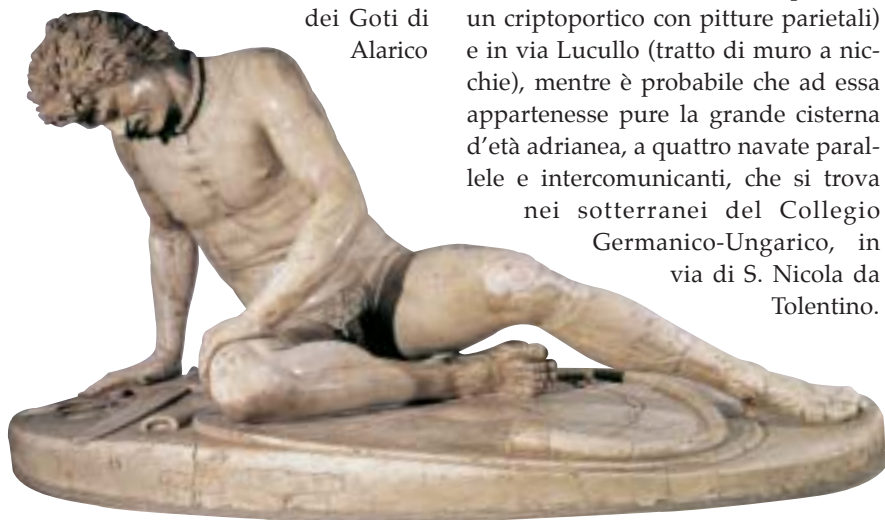 dei Goti di
Alarico
un criptoportico con pitture parietali)
e in via Lucullo (tratto di muro a nic-
chie), mentre è probabile che ad essa
appartenesse pure la grande cisterna
d'età adrianea, a quattro navate paral-
lele e intercomunicanti, che si trova
nei sotterranei del Collegio
Germanico-Ungarico, in
via di S. Nicola da
Tolentino.